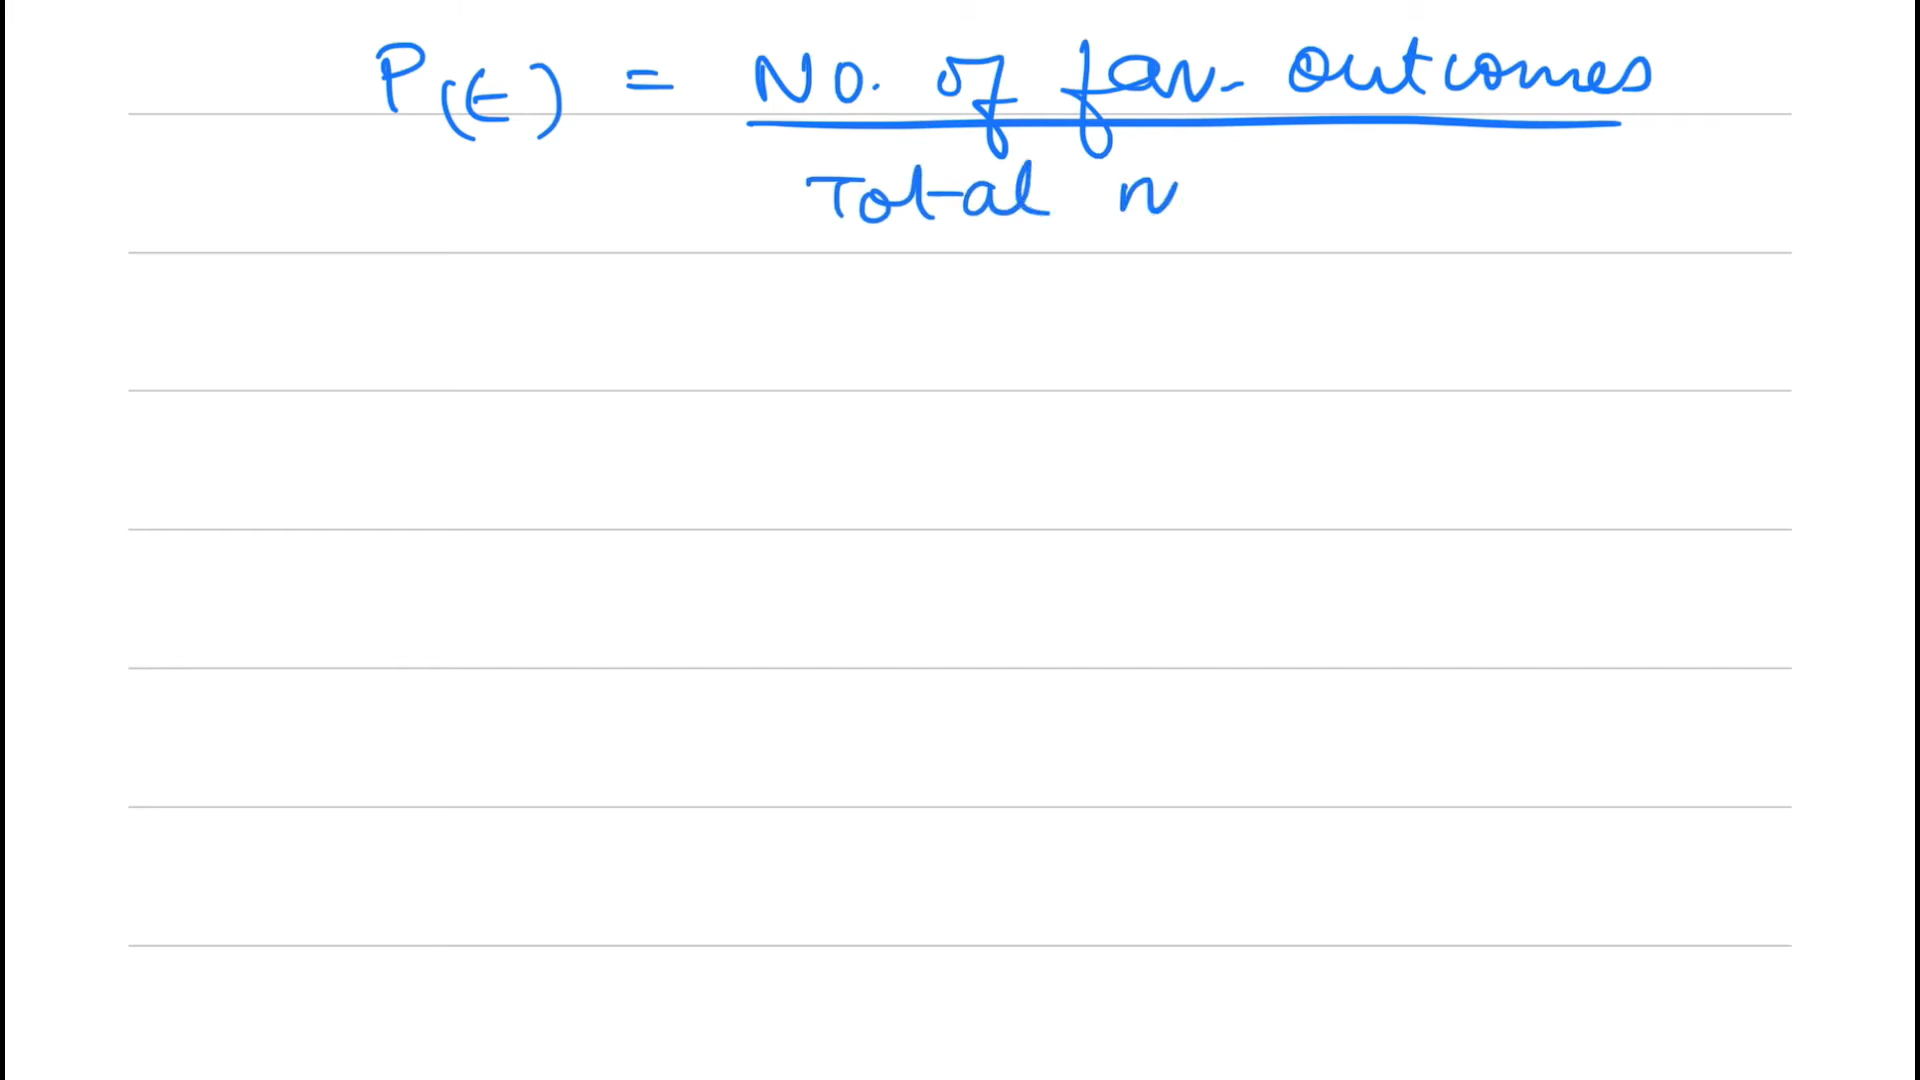 P(E) = No. of fav. outcomes
Total n